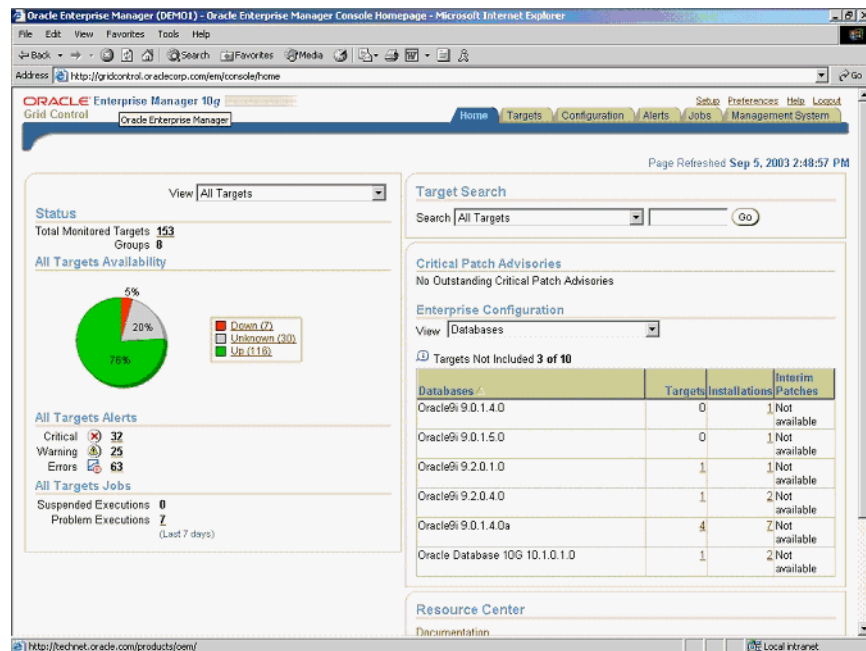 Oracle Enterprise Manager (DEMO1) - Oracle Enterprise Manager Console Homepage - Microsoft Internet Explorer
File Edit View Favorites Tools Help
Back Search Favorites Media
Address http://gridcontrol.oraclecorp.com/em/console/home Go
ORACLE Enterprise Manager 10g
Grid Control
Oracle Enterprise Manager
Setup Preferences Help Logout
Home Targets Configuration Alerts Jobs Management System
Page Refreshed Sep 5, 2003 2:48:57 PM
View All Targets
Status
Total Monitored Targets 153
Groups 8
All Targets Availability
5%
20%
76%
Down (7)
Unknown (30)
Up (116)
All Targets Alerts
Critical 32
Warning 25
Errors 63
All Targets Jobs
Suspended Executions 0
Problem Executions 7
(Last 7 days)
Target Search
Search All Targets Go
Critical Patch Advisories
No Outstanding Critical Patch Advisories
Enterprise Configuration
View Databases
Targets Not Included 3 of 10
Databases Targets Installations Interim Patches
Oracle9i 9.0.1.4.0 0 1 Not available
Oracle9i 9.0.1.5.0 0 1 Not available
Oracle9i 9.2.0.1.0 1 1 Not available
Oracle9i 9.2.0.4.0 1 2 Not available
Oracle9i 9.0.1.4.0a 4 7 Not available
Oracle Database 10G 10.1.0.1.0 1 2 Not available
Resource Center
Documentation
http://technet.oracle.com/products/oem/
Local intranet